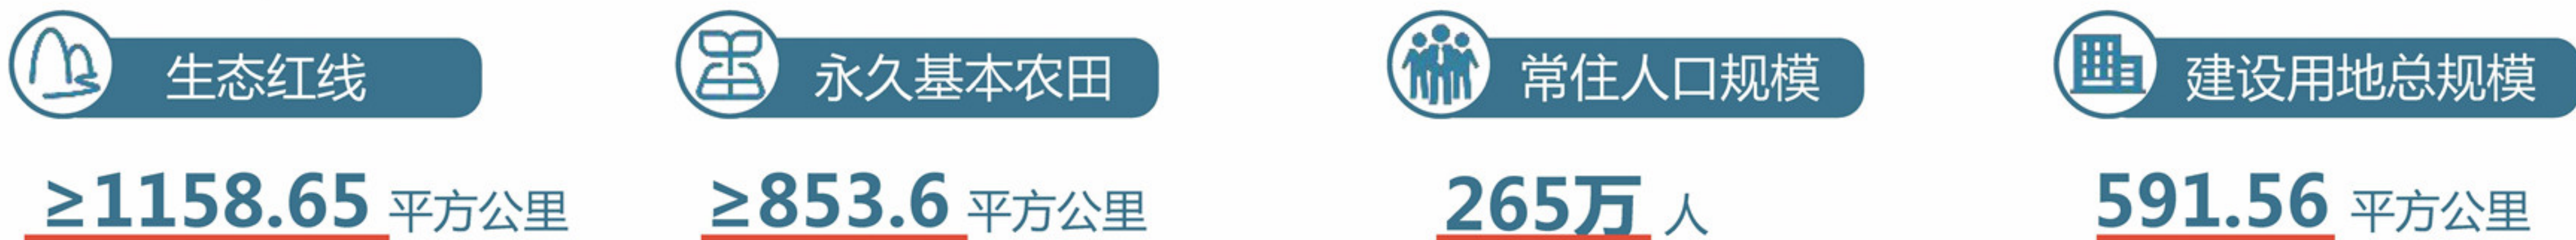 生态红线 永久基本农田 常住人口规模 建设用地总规模
≥1158.65 平方公里 ≥853.6 平方公里 265万 人 591.56 平方公里